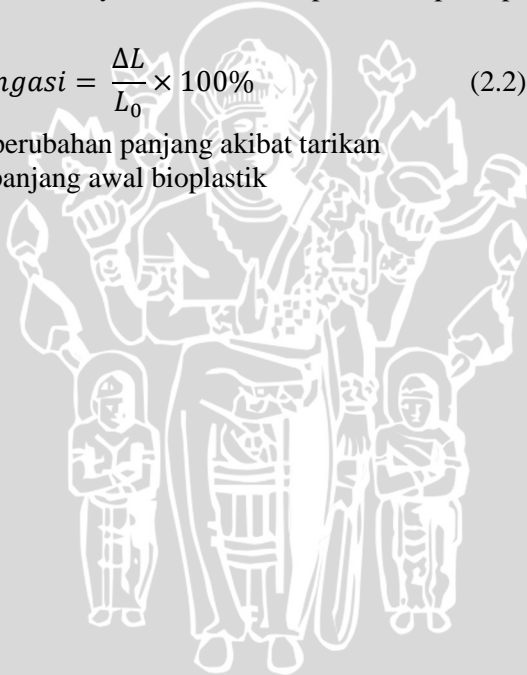 ngasi = ΔL/L₀ × 100% (2.2)
perubahan panjang akibat tarikan
panjang awal bioplastik